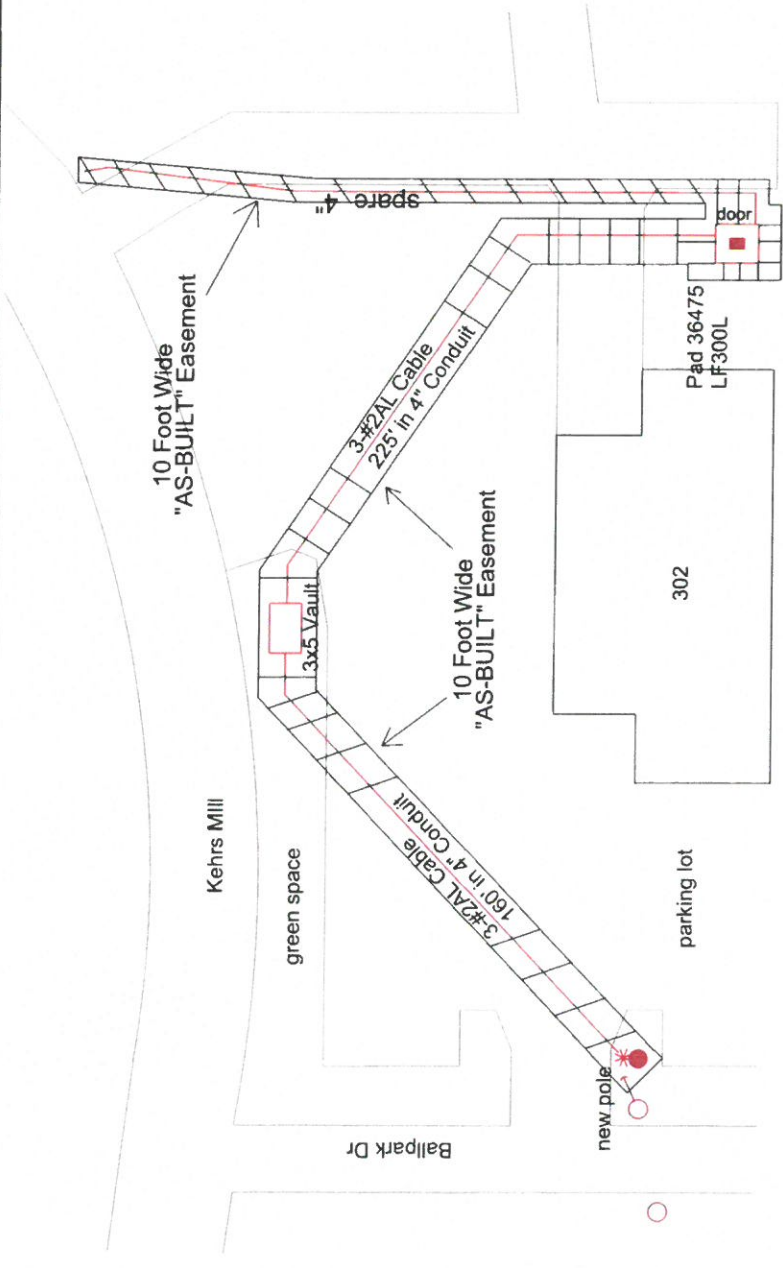 10 Foot Wide
"AS-BUILT" Easement
spare 4"
door
3-#2AL Cable
225' in 4" Conduit
Pad 36475
LF300L
3x5 Vault
10 Foot Wide
"AS-BUILT" Easement
302
Kehrs MIll
green space
3-#2AL Cable
160' in 4" Conduit
parking lot
new pole
Ballpark Dr